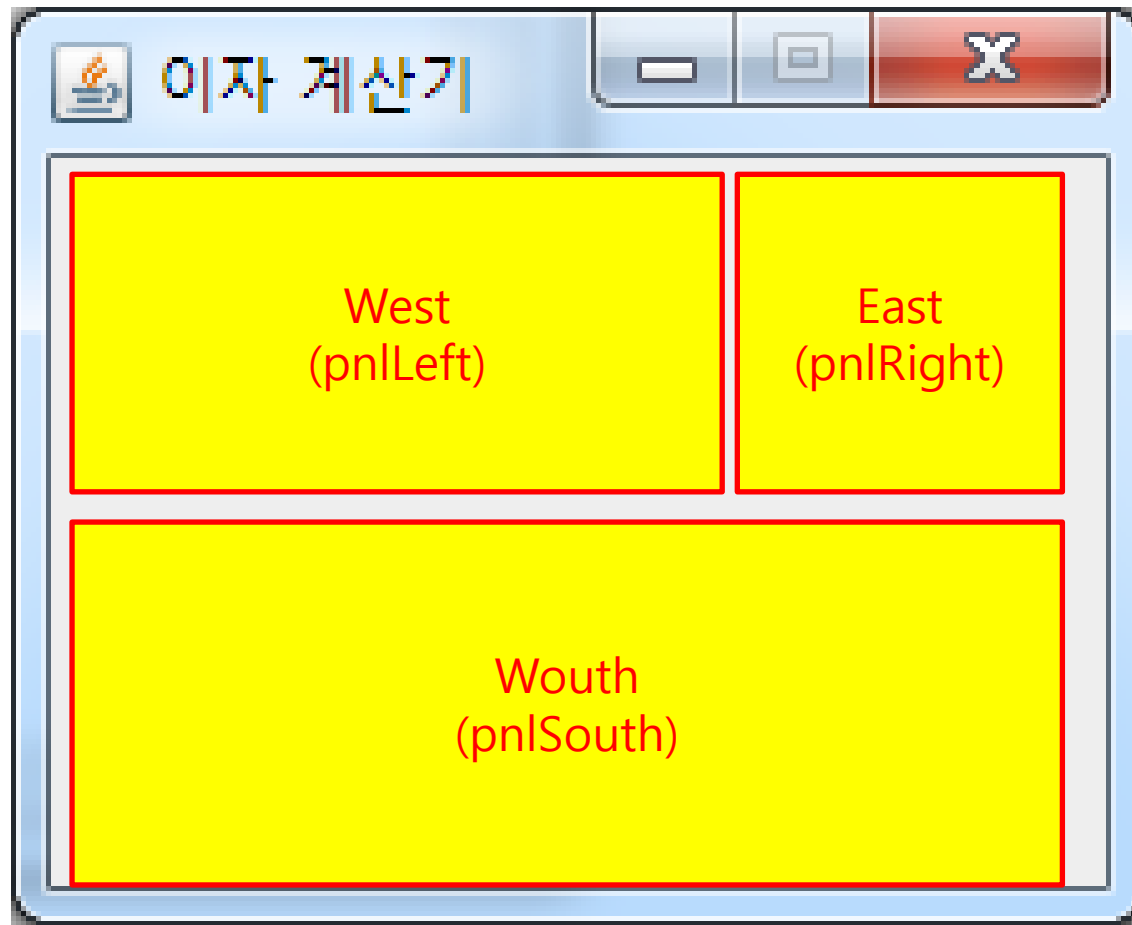 이자 계산기
West
(pnlLeft)
East
(pnlRight)
Wouth
(pnlSouth)